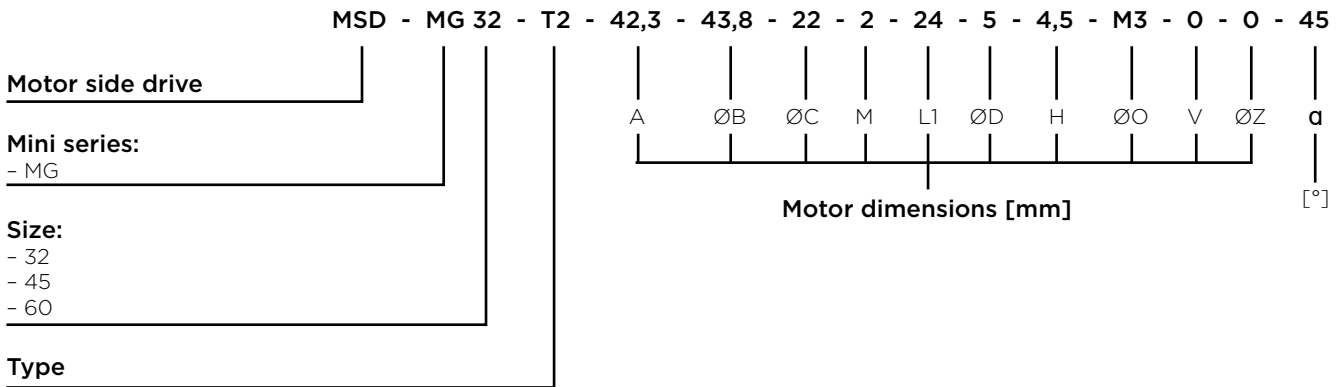 MSD - MG 32 - T2 - 42,3 - 43,8 - 22 - 2 - 24 - 5 - 4,5 - M3 - 0 - 0 - 45
Motor side drive
A ØB ØC M L1 ØD H ØO V ØZ α
Mini series:
– MG
[°]
Motor dimensions [mm]
Size:
– 32
– 45
– 60
Type